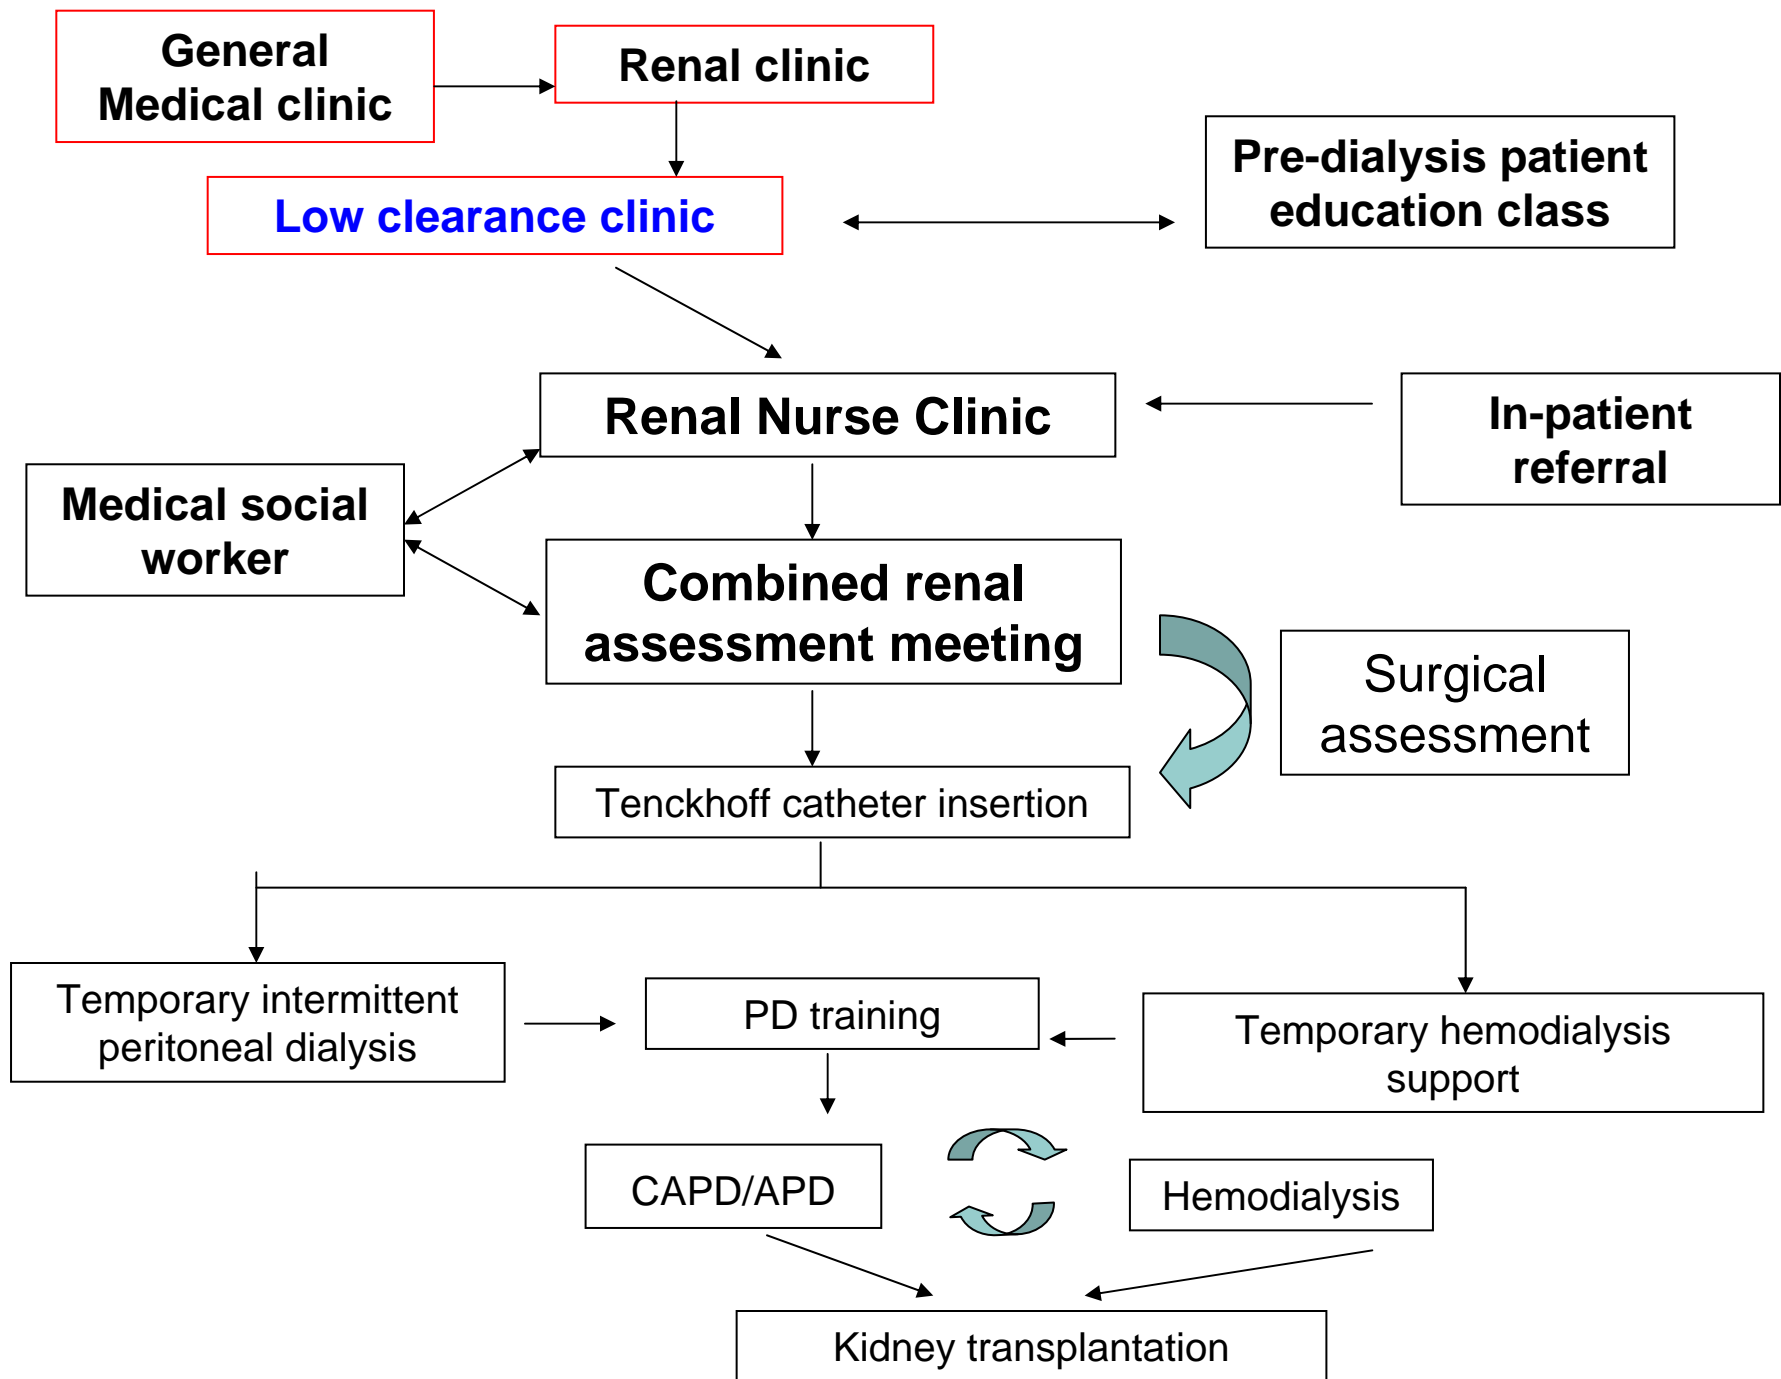 General
Medical clinic
Renal clinic
Low clearance clinic
Pre-dialysis patient
education class
Renal Nurse Clinic
In-patient
referral
Medical social
worker
Combined renal
assessment meeting
Surgical
assessment
Tenckhoff catheter insertion
Temporary intermittent
peritoneal dialysis
PD training
Temporary hemodialysis
support
CAPD/APD
Hemodialysis
Kidney transplantation